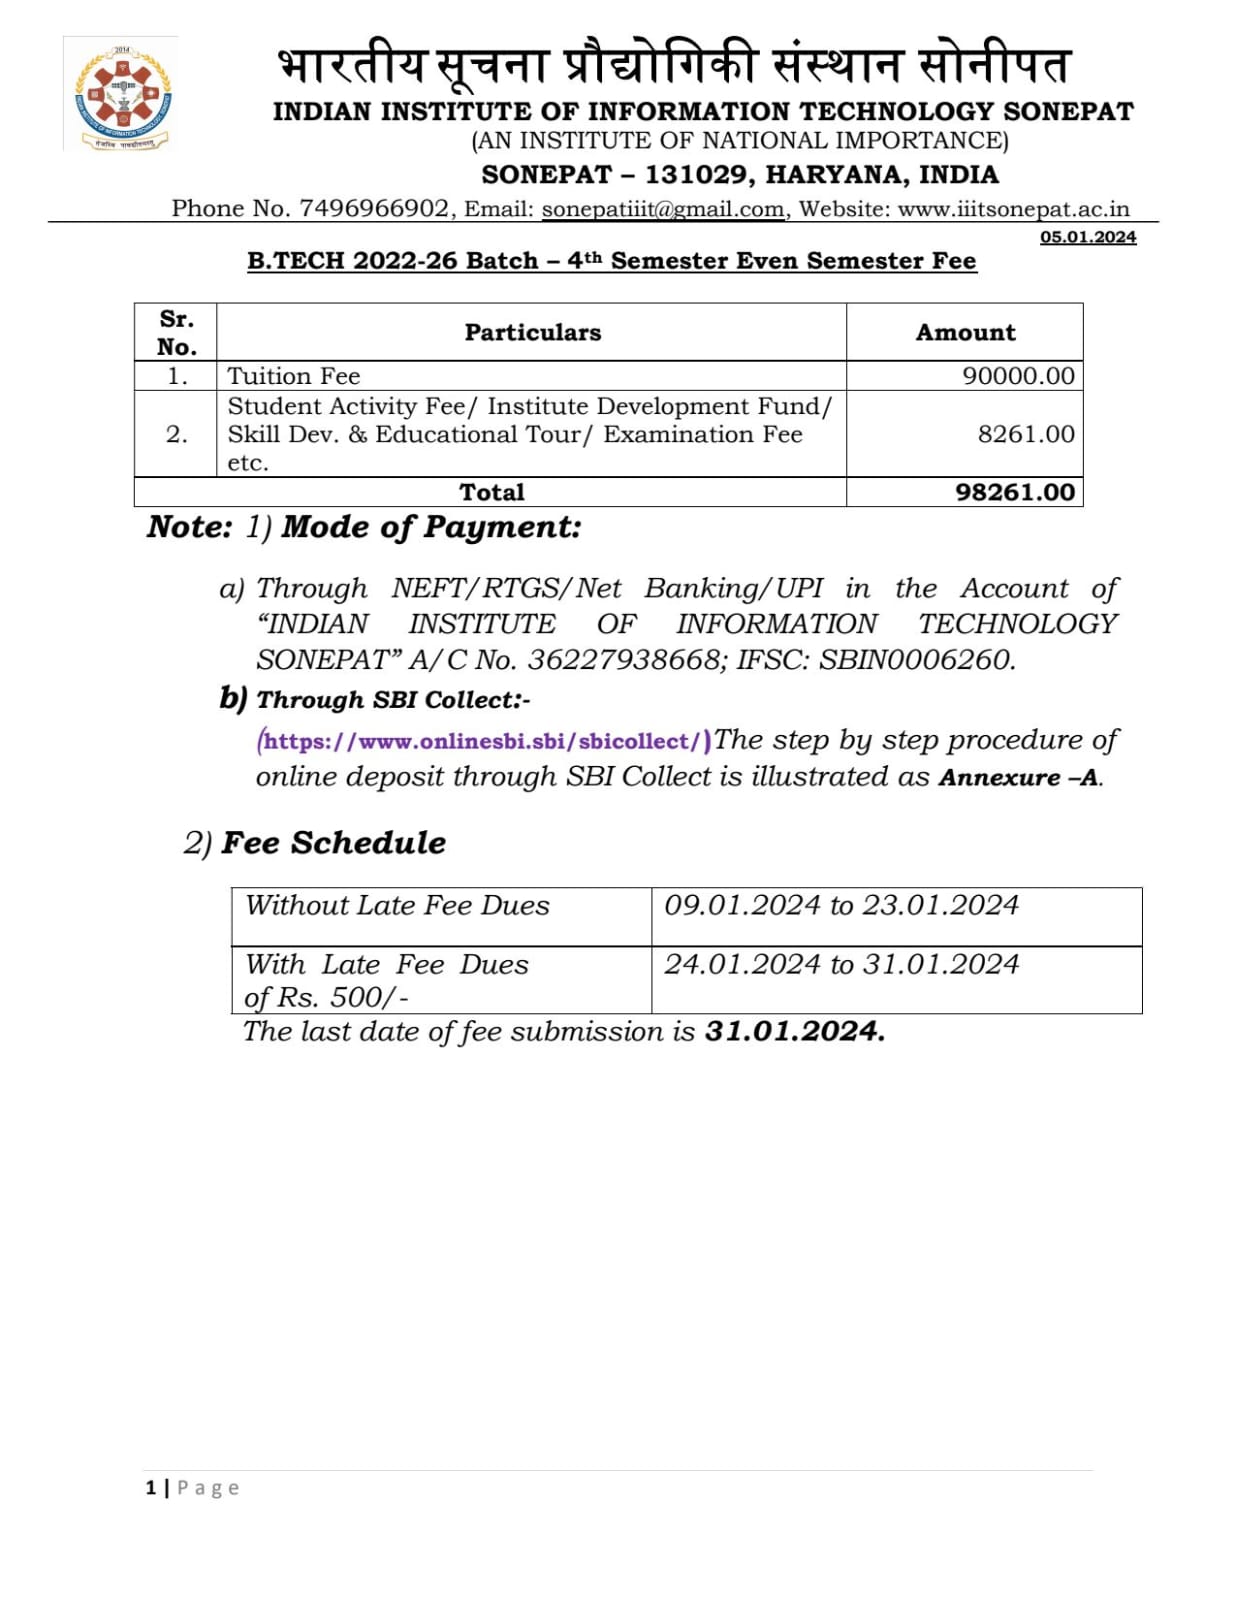 2014
भारतीय सूचना प्रौद्योगिकी संस्थान सोनीपत
INDIAN INSTITUTE OF INFORMATION TECHNOLOGY SONEPAT
(AN INSTITUTE OF NATIONAL IMPORTANCE)
SONEPAT – 131029, HARYANA, INDIA
Phone No. 7496966902, Email: sonepatiiit@gmail.com, Website: www.iiitsonepat.ac.in
05.01.2024
B.TECH 2022-26 Batch – 4th Semester Even Semester Fee
Sr. No. Particulars Amount
1. Tuition Fee 90000.00
2. Student Activity Fee/ Institute Development Fund/
Skill Dev. & Educational Tour/ Examination Fee 8261.00
etc.
Total 98261.00
Note: 1) Mode of Payment:
a) Through NEFT/RTGS/Net Banking/UPI in the Account of
“INDIAN INSTITUTE OF INFORMATION TECHNOLOGY
SONEPAT” A/C No. 36227938668; IFSC: SBIN0006260.
b) Through SBI Collect:-
(https://www.onlinesbi.sbi/sbicollect/)The step by step procedure of
online deposit through SBI Collect is illustrated as Annexure –A.
2) Fee Schedule
Without Late Fee Dues 09.01.2024 to 23.01.2024
With Late Fee Dues 24.01.2024 to 31.01.2024
of Rs. 500/-
The last date of fee submission is 31.01.2024.
1 | Page